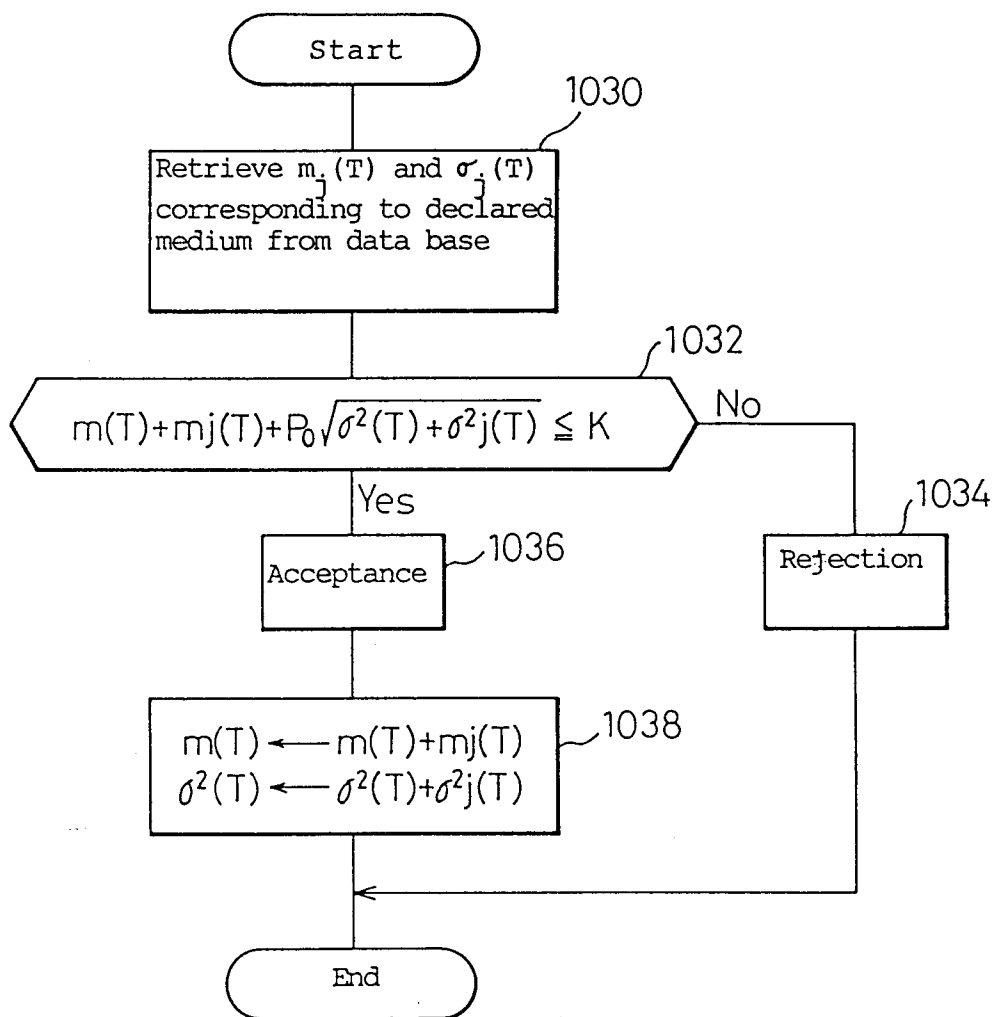 Start
1030
Retrieve mj(T) and σj(T)
corresponding to declared
medium from data base
1032
m(T)+mj(T)+P₀√σ²(T)+σ²j(T) ≦ K
No
Yes
1034
1036
Acceptance
Rejection
1038
m(T) ← m(T)+mj(T)
σ²(T) ← σ²(T)+σ²j(T)
End